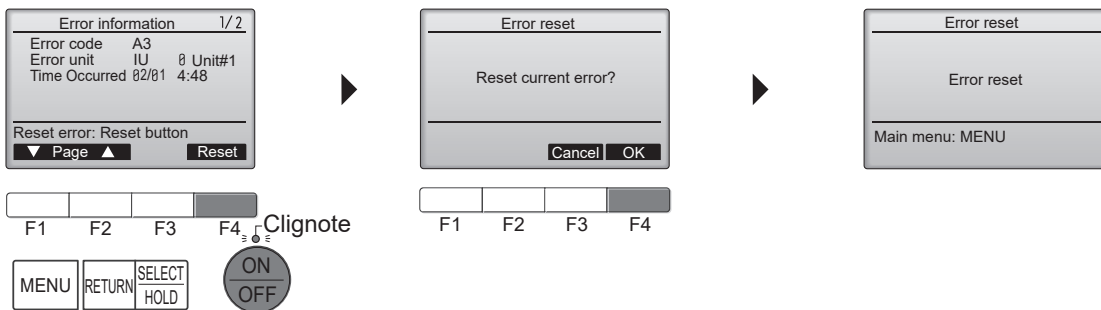 Error information 1/2
Error code A3
Error unit IU 0 Unit#1
Time Occurred 02/01 4:48
Reset error: Reset button
▼ Page ▲ Reset
F1 F2 F3 F4
Clignote
MENU RETURN SELECT
HOLD
ON
OFF
Error reset
Reset current error?
Cancel OK
F1 F2 F3 F4
Error reset
Error reset
Main menu: MENU